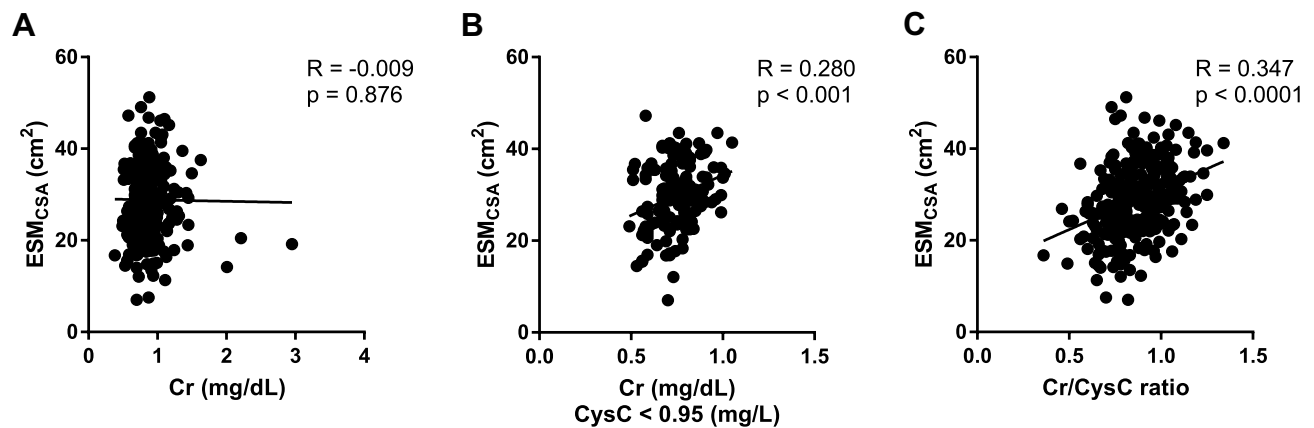 A
R = -0.009
p = 0.876
60
40
20
0
ESM_CSA (cm²)
0 1 2 3 4
Cr (mg/dL)
B
R = 0.280
p < 0.001
60
40
20
0
ESM_CSA (cm²)
0.0 0.5 1.0 1.5
Cr (mg/dL)
CysC < 0.95 (mg/L)
C
R = 0.347
p < 0.0001
60
40
20
0
ESM_CSA (cm²)
0.0 0.5 1.0 1.5
Cr/CysC ratio